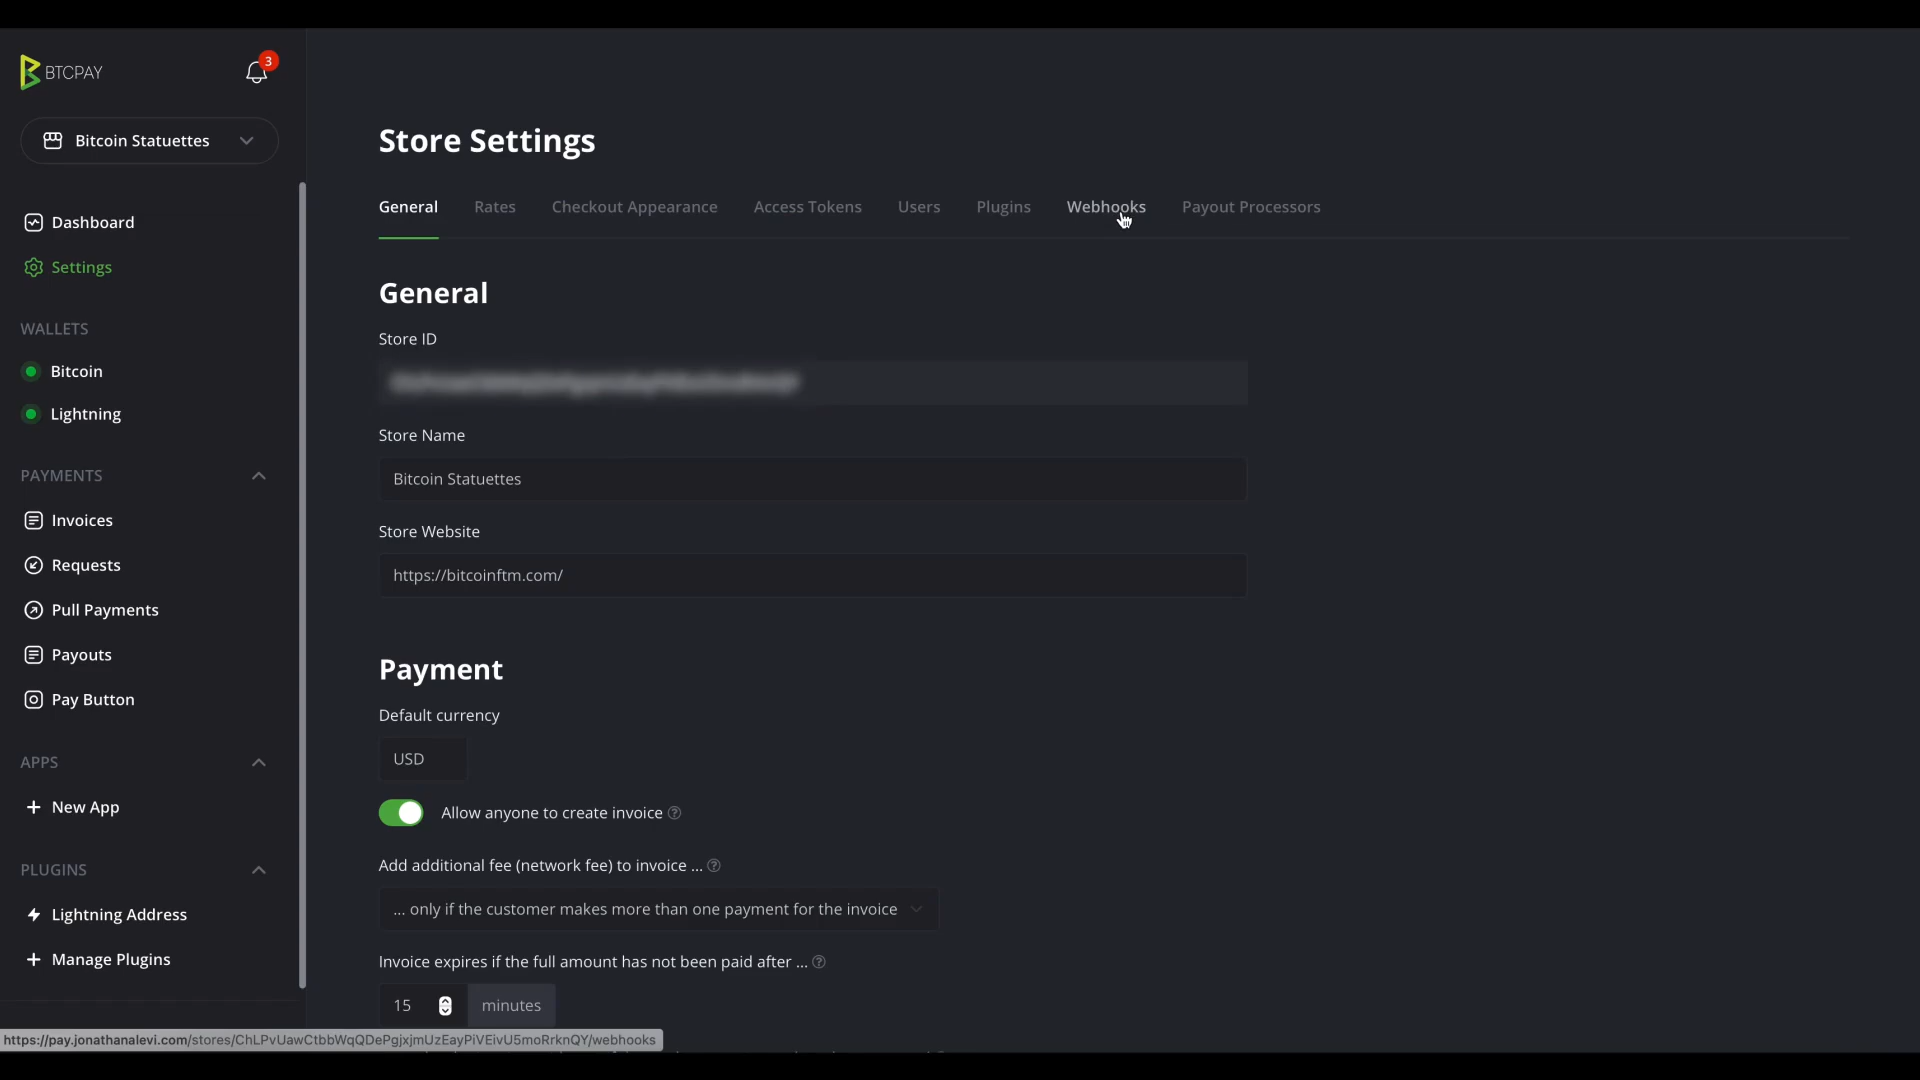 BTCPAY
3
Bitcoin Statuettes
Dashboard
Settings
WALLETS
Bitcoin
Lightning
PAYMENTS
Invoices
Requests
Pull Payments
Payouts
Pay Button
APPS
New App
PLUGINS
Lightning Address
Manage Plugins
Store Settings
General Rates Checkout Appearance Access Tokens Users Plugins Webhooks Payout Processors
General
Store ID
Store Name
Bitcoin Statuettes
Store Website
https://bitcoinftm.com/
Payment
Default currency
USD
Allow anyone to create invoice
Add additional fee (network fee) to invoice ...
... only if the customer makes more than one payment for the invoice
Invoice expires if the full amount has not been paid after ...
15 minutes
https://pay.jonathanalevi.com/stores/ChLPvUawCtbbWqQDePgjxjmUzEayPiVEivU5moRrknQY/webhooks